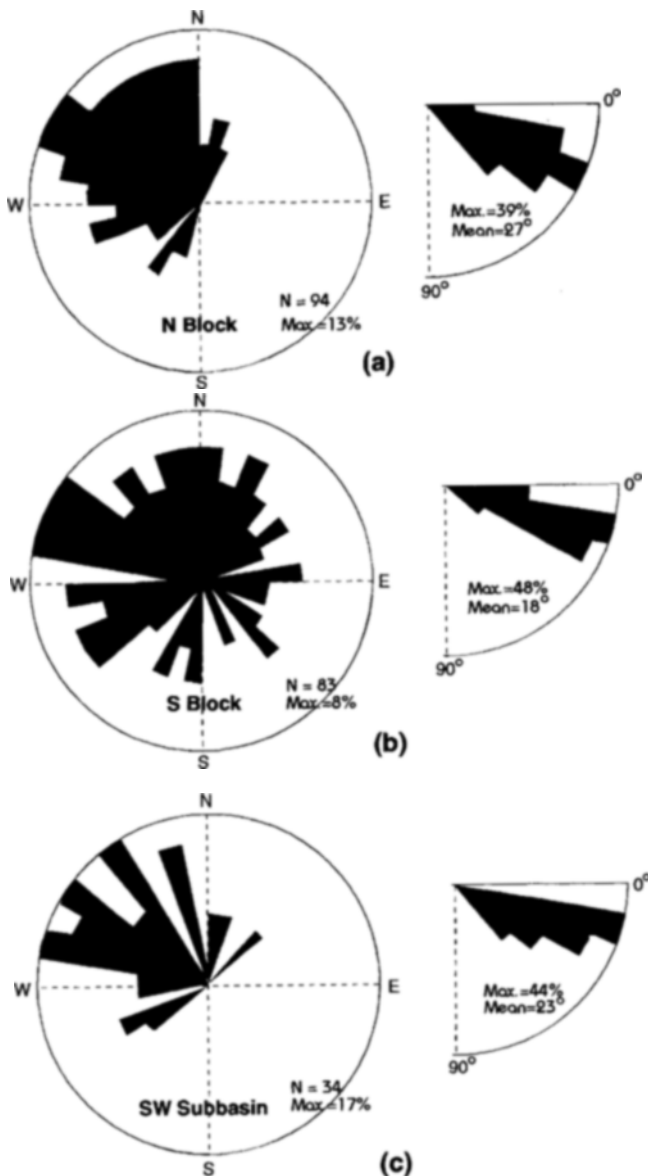 N
0°
W
E
Max.=39%
Mean=27°
90°
N = 94
N Block
Max.=13%
S
(a)
N
0°
W
E
Max.=48%
Mean=18°
90°
N = 83
S Block
Max.=8%
(b)
S
N
0°
W
E
Max.=44%
Mean=23°
90°
N = 34
SW Subbasin
Max.=17%
S
(c)